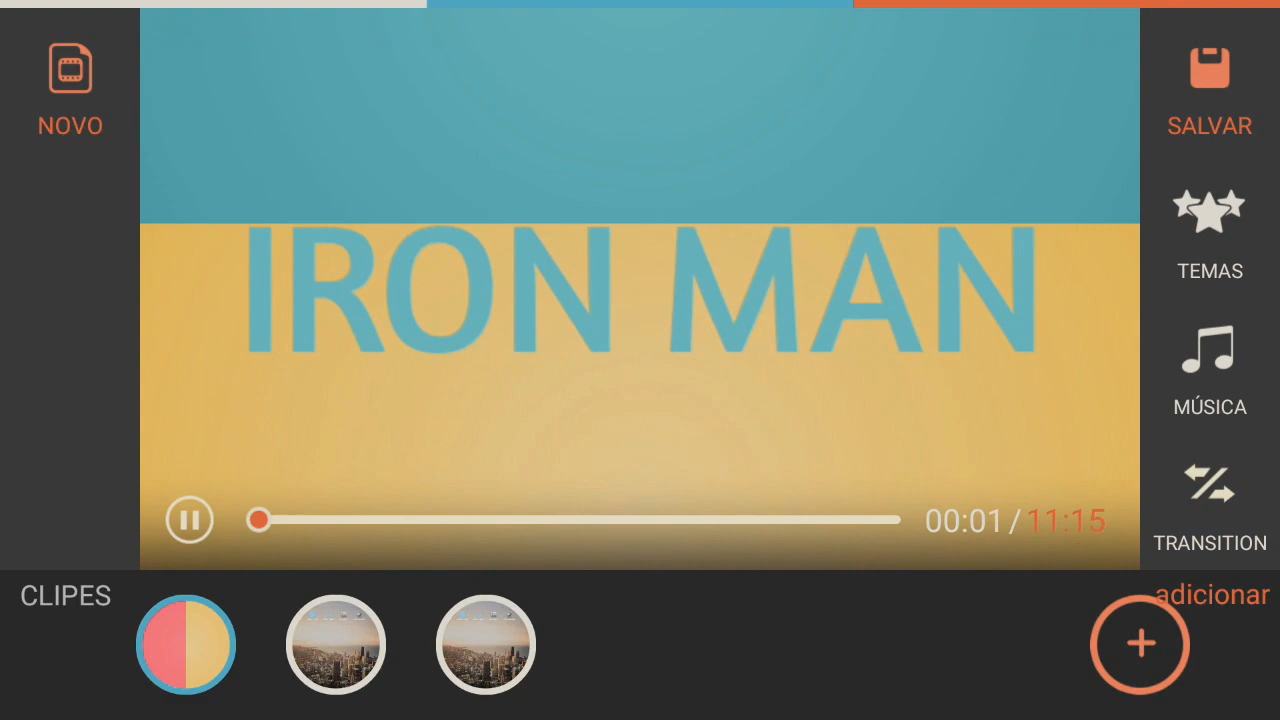 NOVO
SALVAR
IRON MAN
TEMAS
MÚSICA
00:01/11:15
TRANSITION
CLIPES
adicionar